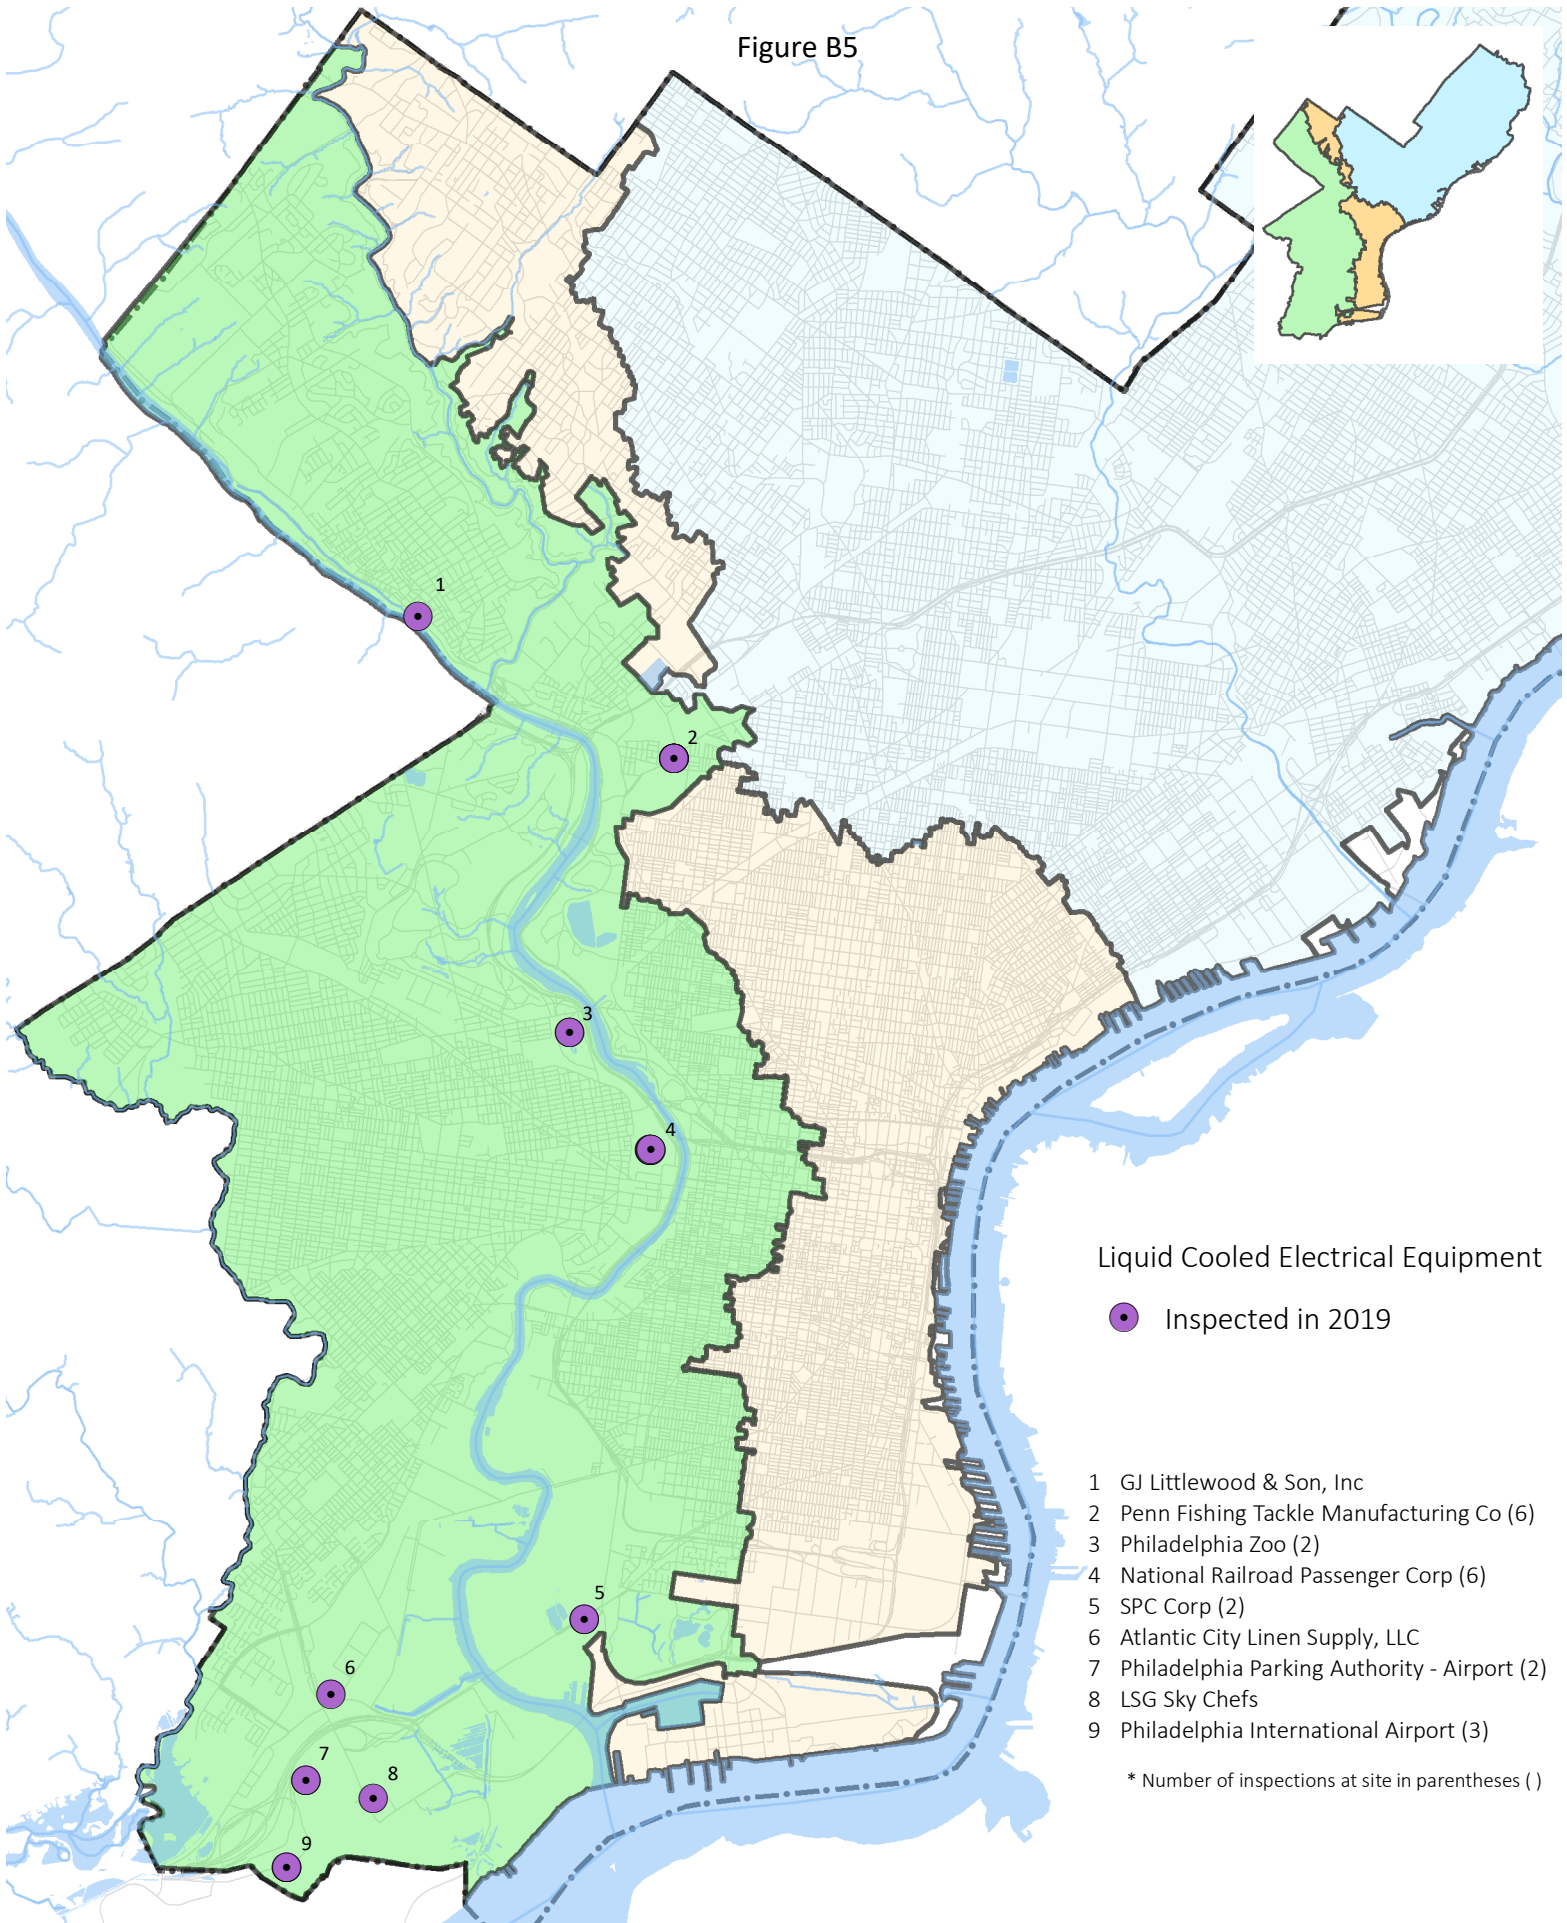 Figure B5
1
2
3
4
5
6
7
8
9
Liquid Cooled Electrical Equipment
Inspected in 2019
1 GJ Littlewood & Son, Inc
2 Penn Fishing Tackle Manufacturing Co (6)
3 Philadelphia Zoo (2)
4 National Railroad Passenger Corp (6)
5 SPC Corp (2)
6 Atlantic City Linen Supply, LLC
7 Philadelphia Parking Authority - Airport (2)
8 LSG Sky Chefs
9 Philadelphia International Airport (3)
* Number of inspections at site in parentheses ( )